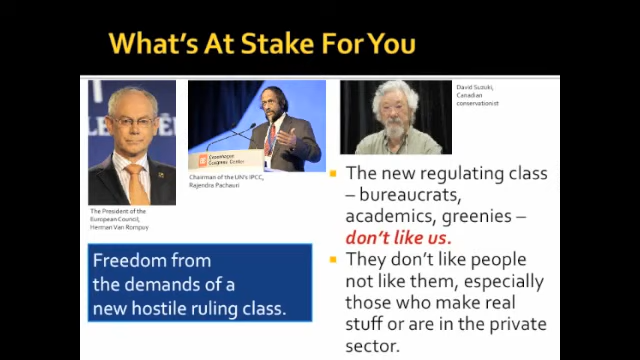 What's At Stake For You
The President of the
European Council,
Herman Van Rompuy
Copenhagen
Congress Center
Chairman of the UN's IPCC,
Rajendra Pachauri
David Suzuki,
Canadian
conservationist
Freedom from
the demands of a
new hostile ruling class.
The new regulating class
– bureaucrats,
academics, greenies –
don't like us.
They don't like people
not like them, especially
those who make real
stuff or are in the private
sector.